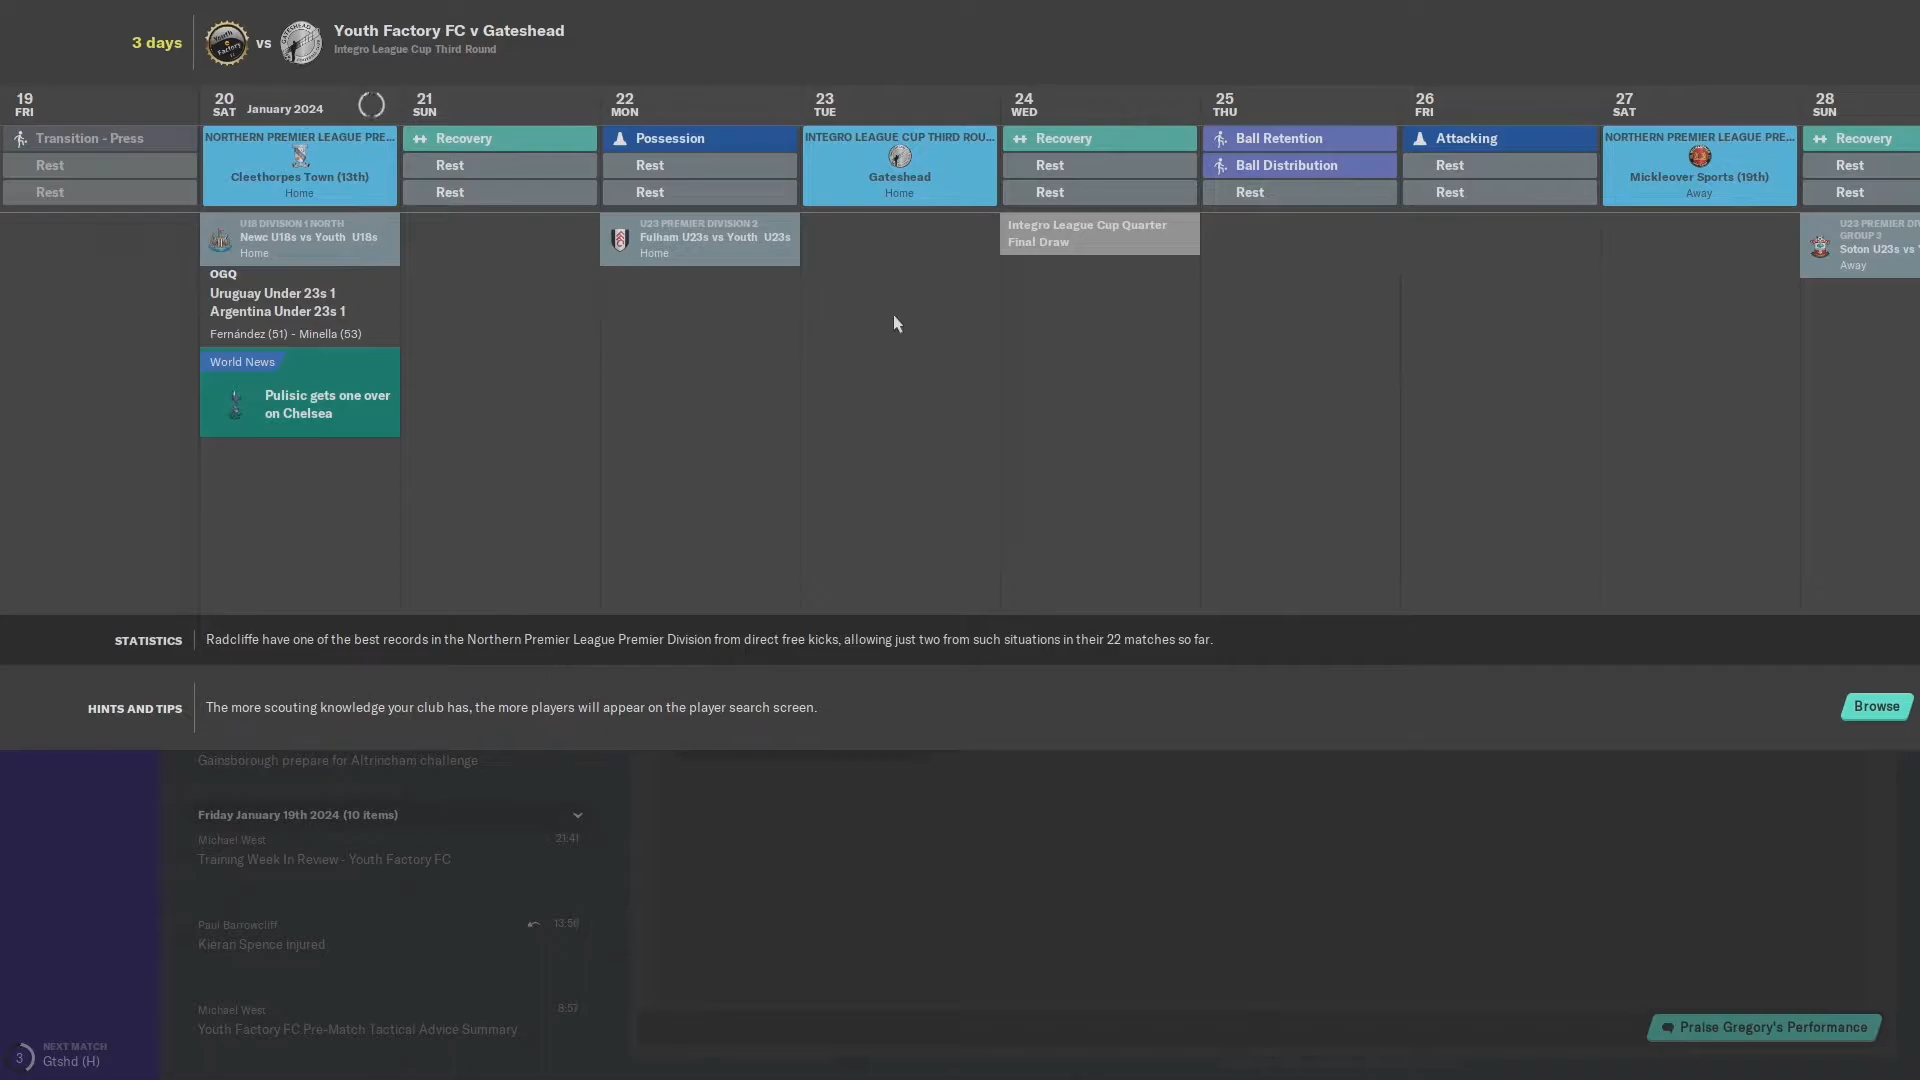 3 days
vs
Youth Factory FC v Gateshead
Integro League Cup Third Round
19
FRI
20
SAT
January 2024
21
SUN
22
MON
23
TUE
24
WED
25
THU
26
FRI
27
SAT
28
SUN
Transition - Press
Rest
Rest
NORTHERN PREMIER LEAGUE PRE...
Cleethorpes Town (13th)
Home
Recovery
Rest
Rest
Possession
Rest
Rest
INTEGRO LEAGUE CUP THIRD ROU...
Gateshead
Home
Recovery
Rest
Rest
Ball Retention
Ball Distribution
Rest
Attacking
Rest
Rest
NORTHERN PREMIER LEAGUE PRE...
Mickleover Sports (19th)
Away
Recovery
Rest
Rest
U18 DIVISION 1 NORTH
Newc U18s vs Youth U18s
Home
OGQ
Uruguay Under 23s 1
Argentina Under 23s 1
Fernández (51) - Minella (53)
World News
Pulisic gets one over
on Chelsea
U23 PREMIER DIVISION 2
Fulham U23s vs Youth U23s
Home
Integro League Cup Quarter
Final Draw
U23 PREMIER DIV
GROUP 3
Soton U23s vs Y
Away
STATISTICS
Radcliffe have one of the best records in the Northern Premier League Premier Division from direct free kicks, allowing just two from such situations in their 22 matches so far.
HINTS AND TIPS
The more scouting knowledge your club has, the more players will appear on the player search screen.
Browse
Gainsborough prepare for Altrincham challenge
Friday January 19th 2024 (10 items)
Michael West
21:41
Training Week In Review - Youth Factory FC
Paul Barrowcliff
13:56
Kieran Spence injured
Michael West
8:57
Youth Factory FC Pre-Match Tactical Advice Summary
Praise Gregory's Performance
3
NEXT MATCH
Gtshd (H)